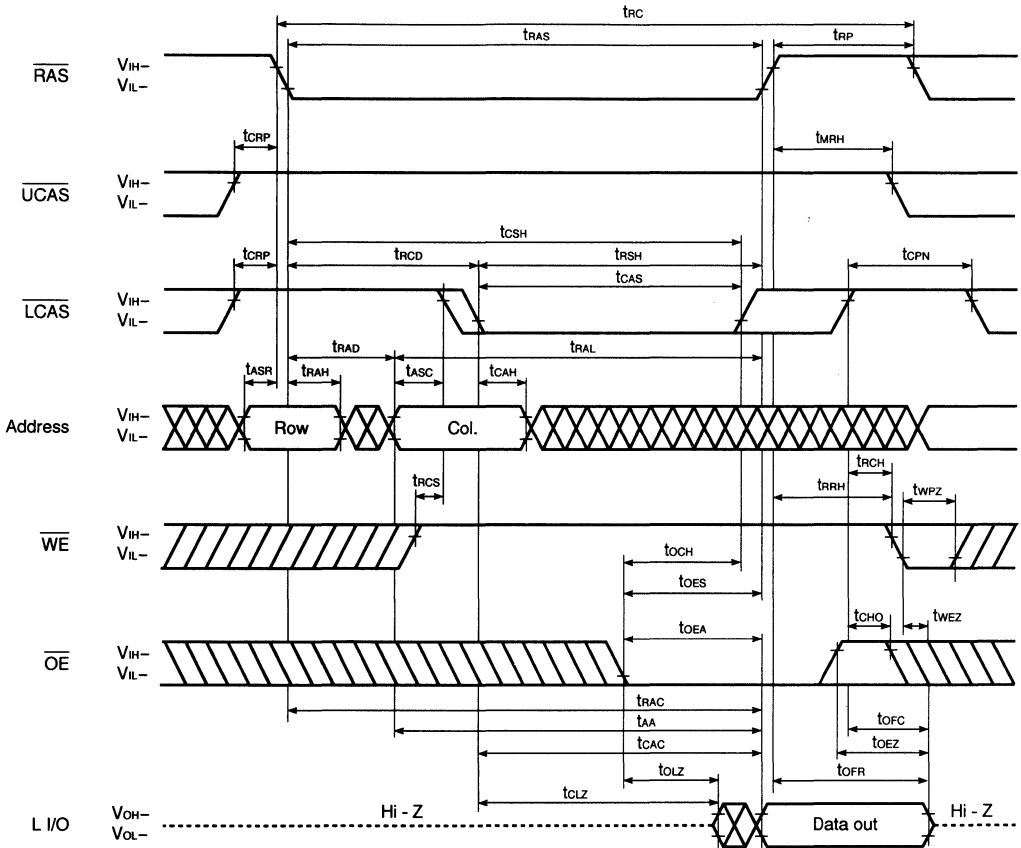 tRC
tRAS
tRP
RAS
VIH–
VIL–
tCRP
tMRH
UCAS
VIH–
VIL–
tCSH
tCRP
tRCD
tRSH
tCPN
tCAS
LCAS
VIH–
VIL–
tRAD
tRAL
tASR
tRAH
tASC
tCAH
Address
VIH–
VIL–
Row
Col.
tRCH
tRCS
tRRH
tWPZ
WE
VIH–
VIL–
tOCH
tOES
tCHO
tWEZ
tOEA
OE
VIH–
VIL–
tRAC
tOFC
tAA
tOEZ
tCAC
tOLZ
tOFR
tCLZ
L I/O
VOH–
VOL–
Hi - Z
Data out
Hi - Z